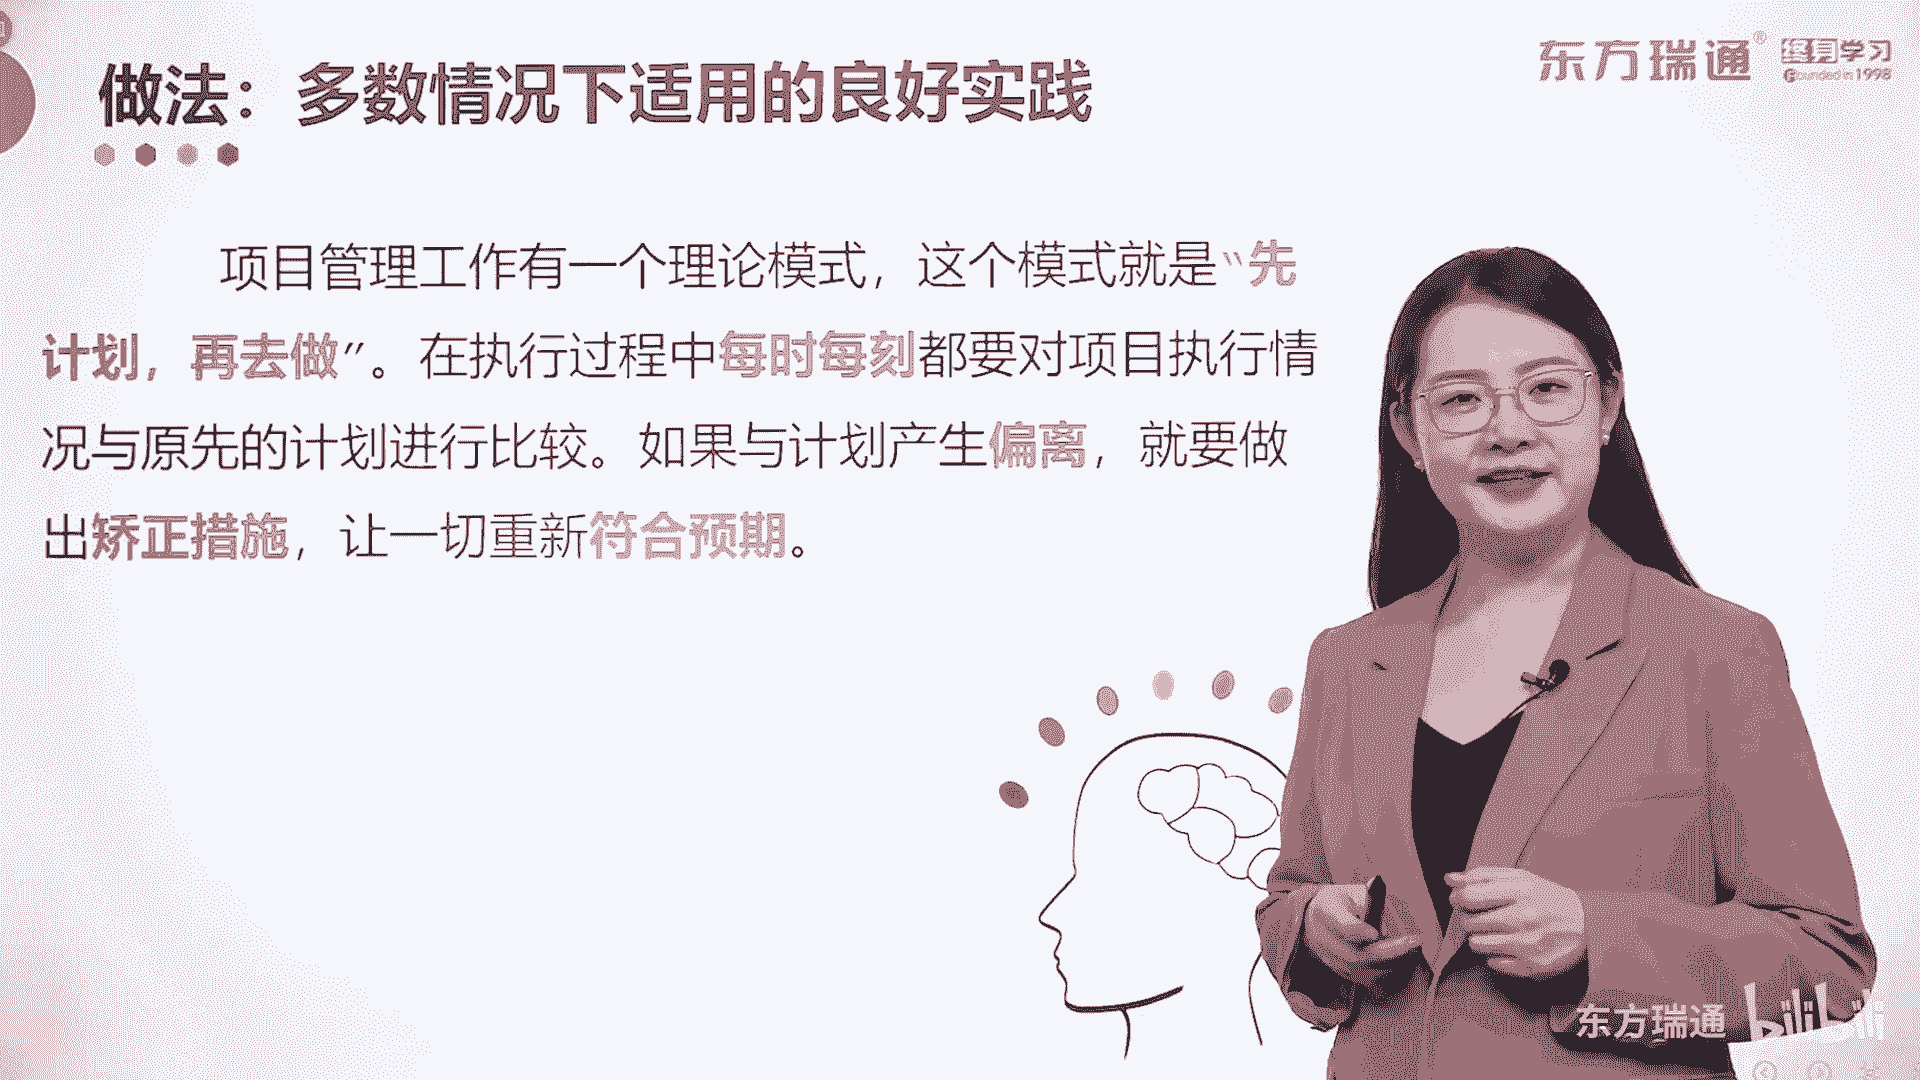 做法：多数情况下适用的良好实践
东方瑞通®
终身学习
Founded in 1998
项目管理工作有一个理论模式，这个模式就是“先
计划，再去做”。在执行过程中每时每刻都要对项目执行情
况与原先的计划进行比较。如果与计划产生偏离，就要做
出矫正措施，让一切重新符合预期。
东方瑞通
bilibili